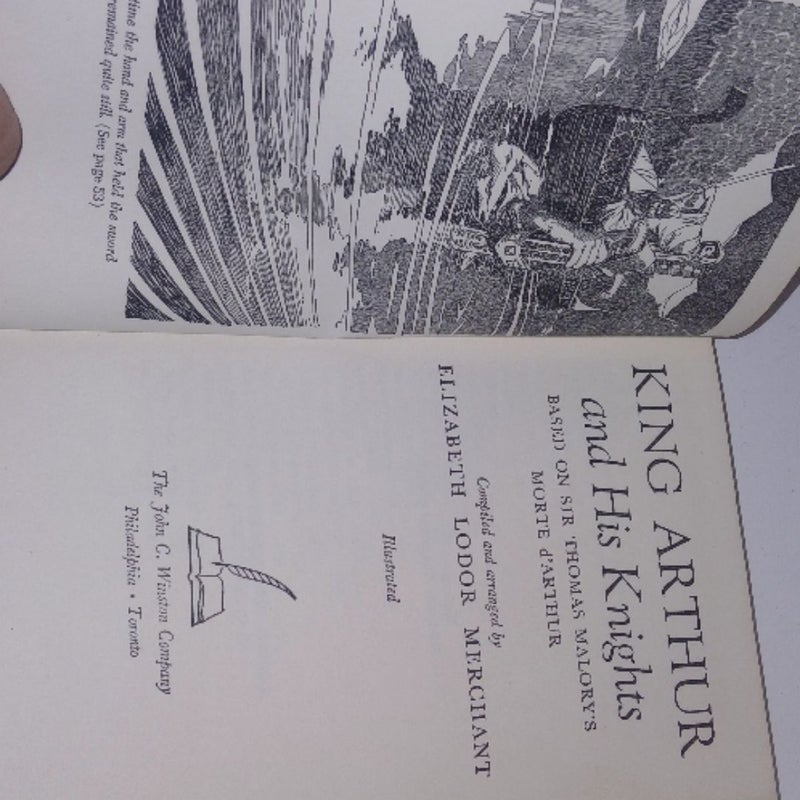 time the hand and arm that held the sword
remained quite still. (See page 53)
KING ARTHUR
and His Knights
BASED ON SIR THOMAS MALORY'S
MORTE d'ARTHUR
Compiled and arranged by
ELIZABETH LODOR MERCHANT
Illustrated
The John C. Winston Company
Philadelphia • Toronto